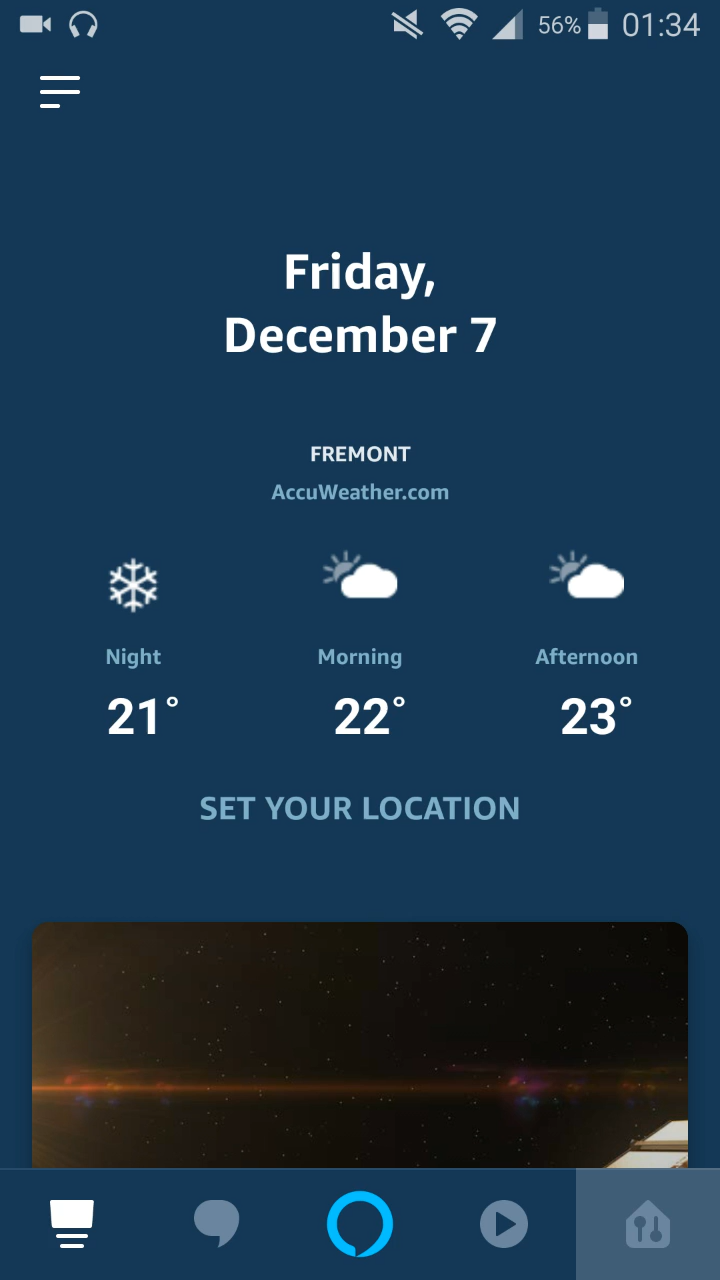 56% 01:34
Friday,
December 7
FREMONT
AccuWeather.com
Night Morning Afternoon
21° 22° 23°
SET YOUR LOCATION